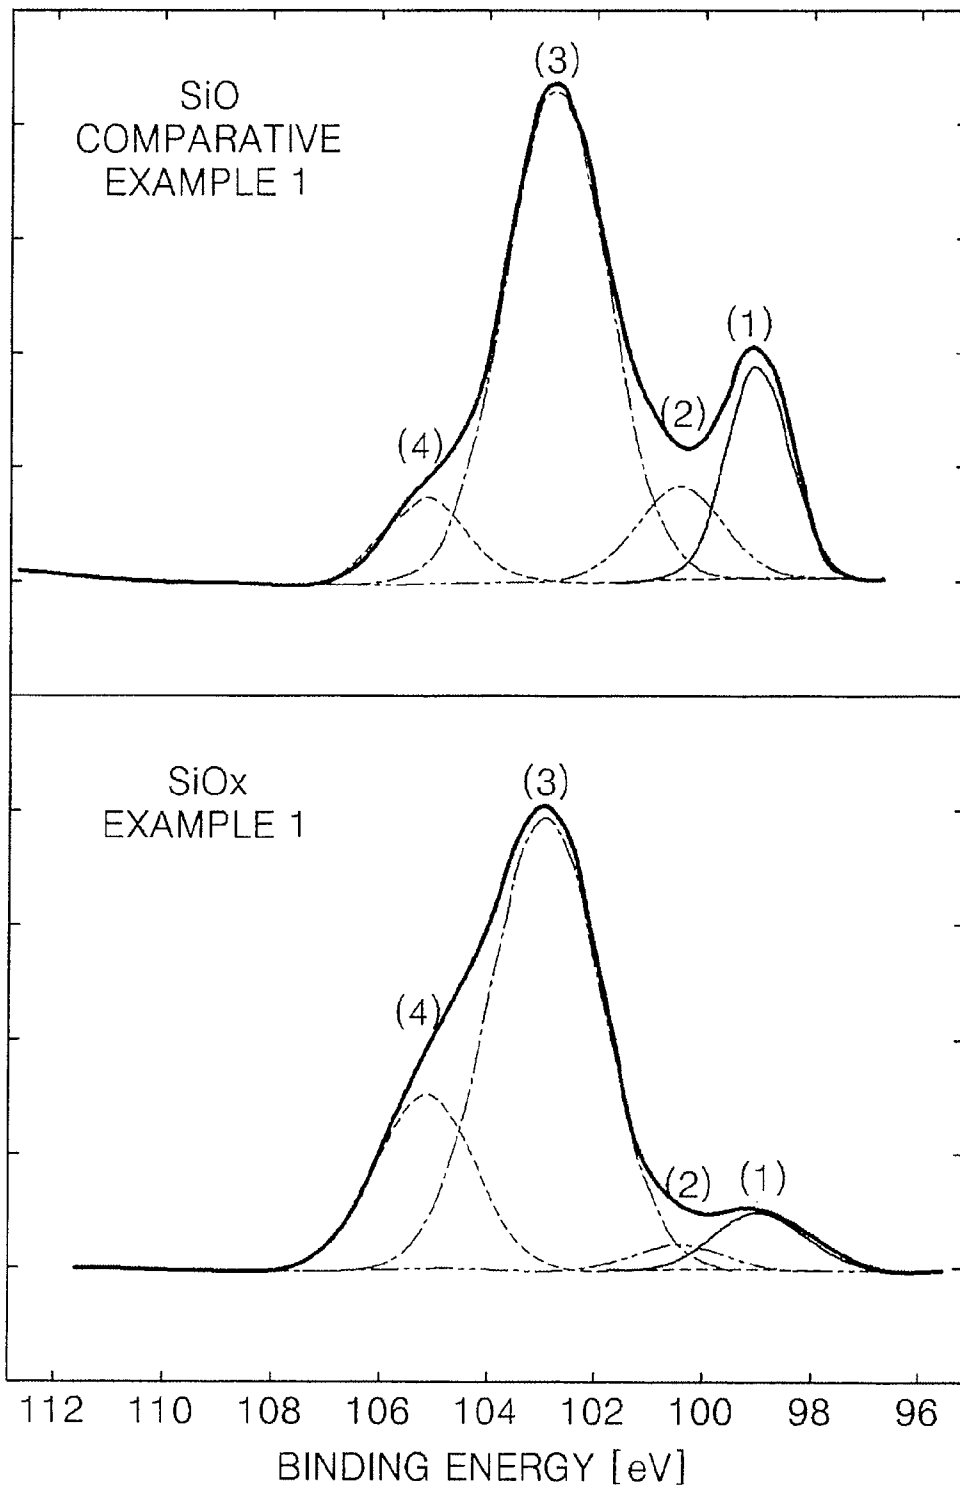 (3)
SiO
COMPARATIVE
EXAMPLE 1
(1)
(2)
(4)
SiOx
EXAMPLE 1
(3)
(4)
(2)
(1)
112 110 108 106 104 102 100 98 96
BINDING ENERGY [eV]